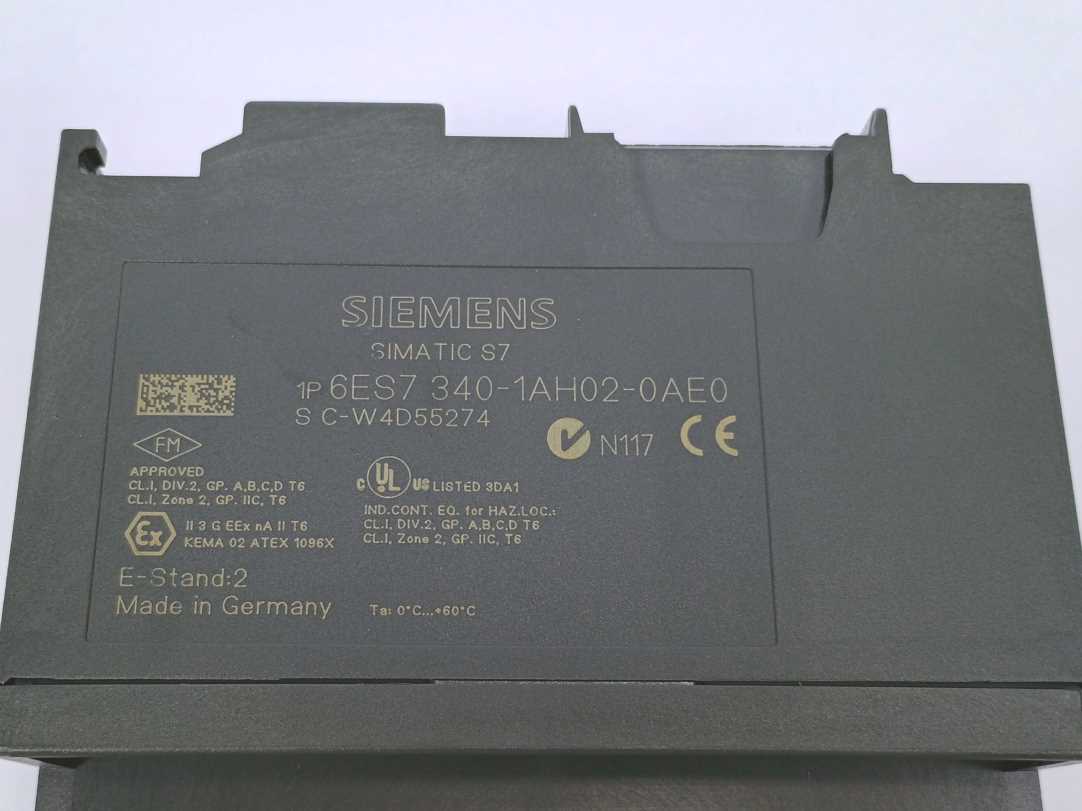 SIEMENS
SIMATIC S7
1P 6ES7 340-1AH02-0AE0
S C-W4D55274
N117 CE
FM
APPROVED
CL.I, DIV.2, GP. A,B,C,D T6
CL.I, Zone 2, GP. IIC, T6
C UL US LISTED 3DA1
IND.CONT. EQ. for HAZ.LOC.:
CL.I, DIV.2, GP. A,B,C,D T6
CL.I, Zone 2, GP. IIC, T6
Ex II 3 G EEx nA II T6
KEMA 02 ATEX 1096X
E-Stand:2
Made in Germany
Ta: 0°C...+60°C